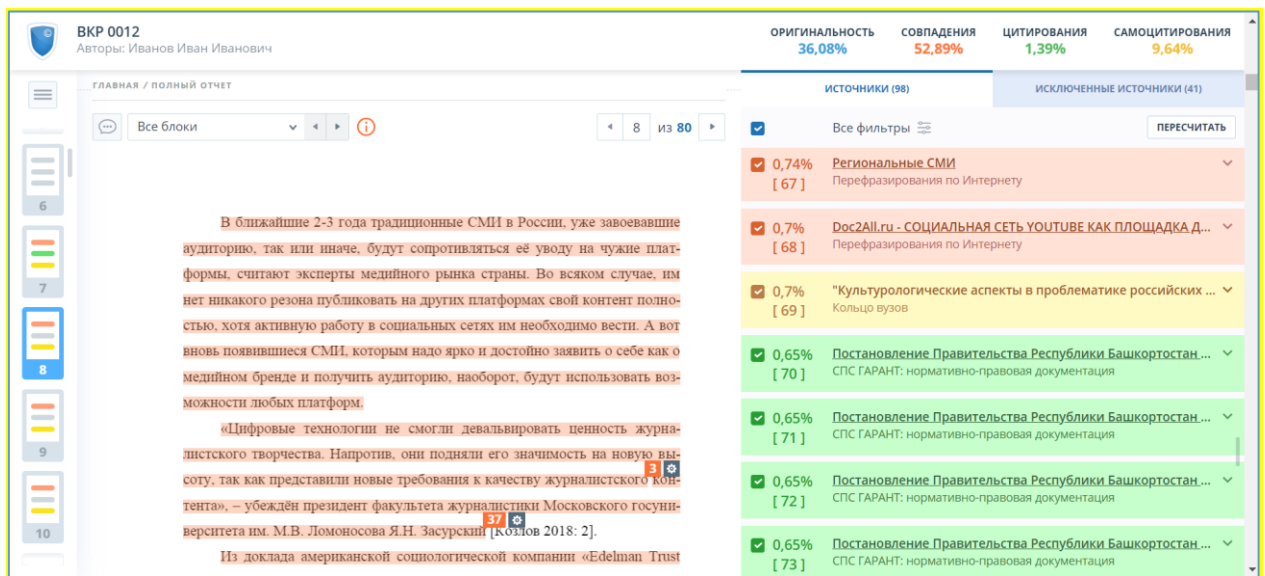 ВКР 0012
Авторы: Иванов Иван Иванович
ОРИГИНАЛЬНОСТЬ
36,08%
СОВПАДЕНИЯ
52,89%
ЦИТИРОВАНИЯ
1,39%
САМОЦИТИРОВАНИЯ
9,64%
ГЛАВНАЯ / ПОЛНЫЙ ОТЧЕТ
Все блоки
8 из 80
6
7
8
9
10
В ближайшие 2-3 года традиционные СМИ в России, уже завоевавшие
аудиторию, так или иначе, будут сопротивляться её уводу на чужие плат-
формы, считают эксперты медийного рынка страны. Во всяком случае, им
нет никакого резона публиковать на других платформах свой контент полно-
стью, хотя активную работу в социальных сетях им необходимо вести. А вот
вновь появившиеся СМИ, которым надо ярко и достойно заявить о себе как о
медийном бренде и получить аудиторию, наоборот, будут использовать воз-
можности любых платформ.
«Цифровые технологии не смогли девальвировать ценность журна-
листского творчества. Напротив, они подняли его значимость на новую вы-
3
соту, так как представили новые требования к качеству журналистского кон-
тента», – убеждён президент факультета журналистики Московского госуни-
37
верситета им. М.В. Ломоносова Я.Н. Засурский [Козлов 2018: 2].
Из доклада американской социологической компании «Edelman Trust
ИСТОЧНИКИ (98)
ИСКЛЮЧЕННЫЕ ИСТОЧНИКИ (41)
Все фильтры
ПЕРЕСЧИТАТЬ
0,74% Региональные СМИ
[ 67 ] Перефразирования по Интернету
0,7% Doc2All.ru - СОЦИАЛЬНАЯ СЕТЬ YOUTUBE КАК ПЛОЩАДКА Д...
[ 68 ] Перефразирования по Интернету
0,7% "Культурологические аспекты в проблематике российских ...
[ 69 ] Кольцо вузов
0,65% Постановление Правительства Республики Башкортостан ...
[ 70 ] СПС ГАРАНТ: нормативно-правовая документация
0,65% Постановление Правительства Республики Башкортостан ...
[ 71 ] СПС ГАРАНТ: нормативно-правовая документация
0,65% Постановление Правительства Республики Башкортостан ...
[ 72 ] СПС ГАРАНТ: нормативно-правовая документация
0,65% Постановление Правительства Республики Башкортостан ...
[ 73 ] СПС ГАРАНТ: нормативно-правовая документация